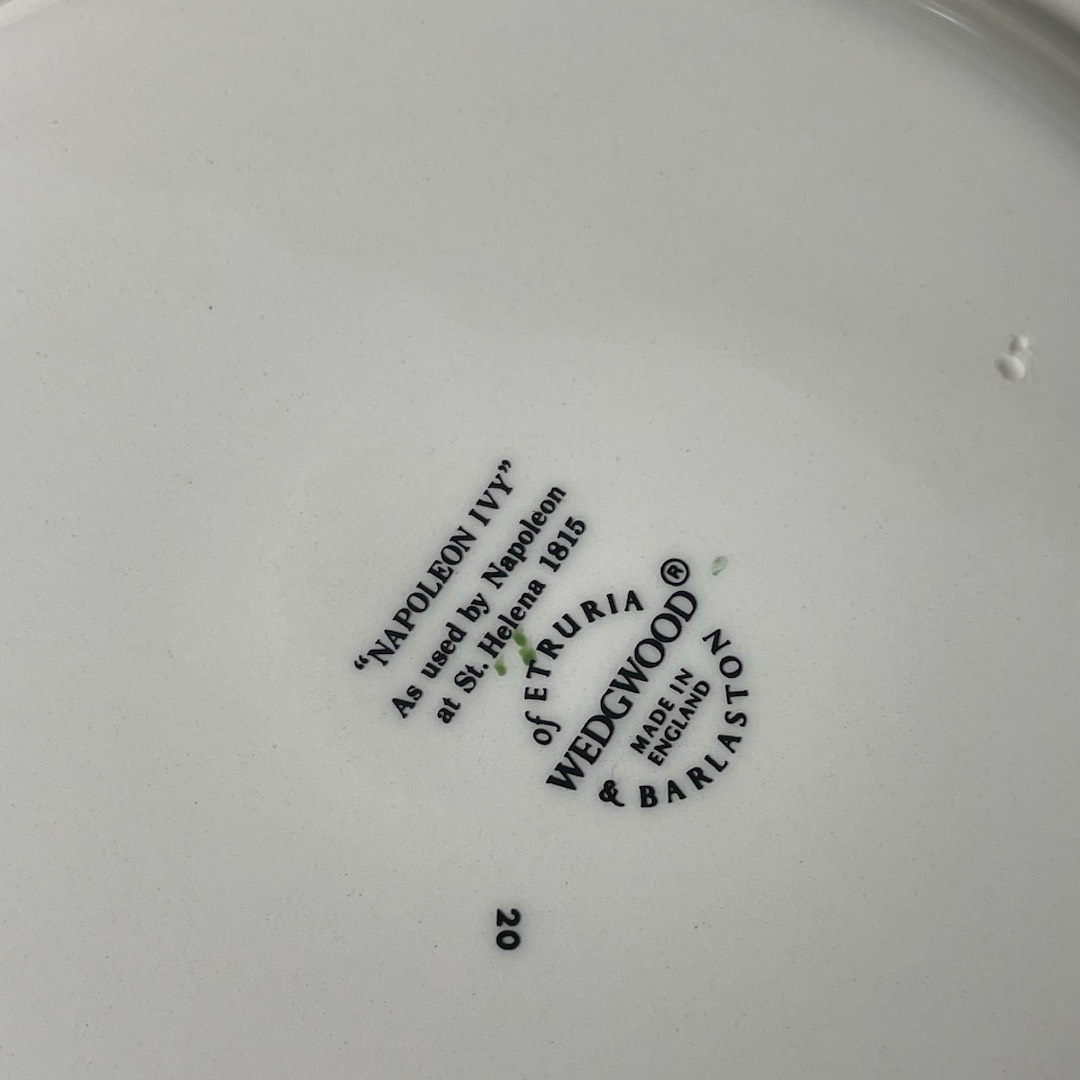 “NAPOLEON IVY”
As used by Napoleon
at St. Helena 1815
of ETRURIA
WEDGWOOD®
MADE IN
ENGLAND
& BARLASTON
20